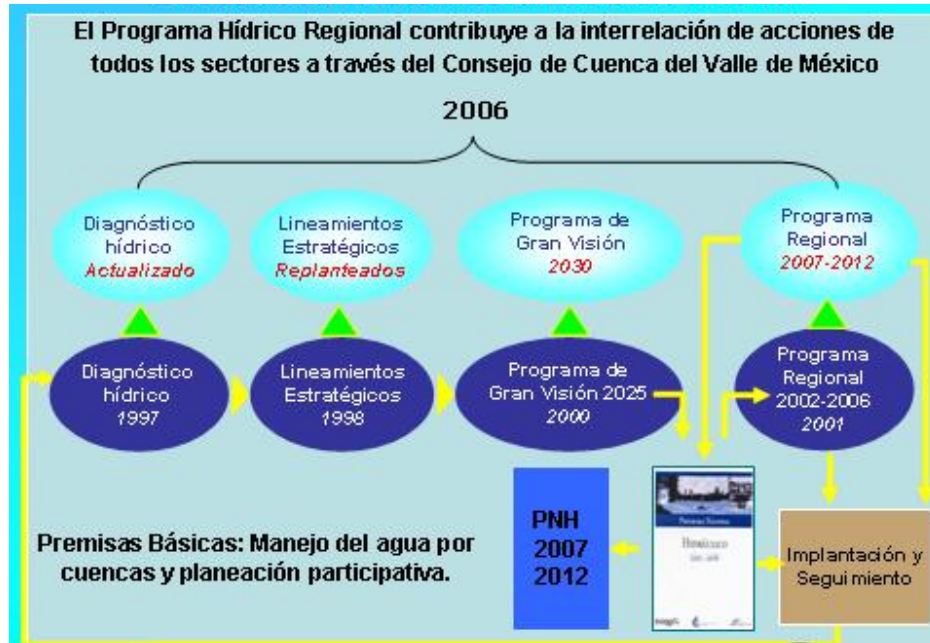 El Programa Hídrico Regional contribuye a la interrelación de acciones de
todos los sectores a través del Consejo de Cuenca del Valle de México
2006
Diagnóstico
hídrico
Actualizado
Lineamientos
Estratégicos
Replanteados
Programa de
Gran Visión
2030
Programa
Regional
2007-2012
Diagnóstico
hídrico
1997
Lineamientos
Estratégicos
1998
Programa de
Gran Visión 2025
2000
Programa
Regional
2002-2006
2001
Premisas Básicas: Manejo del agua por
cuencas y planeación participativa.
PNH
2007
2012
Implantación y
Seguimiento